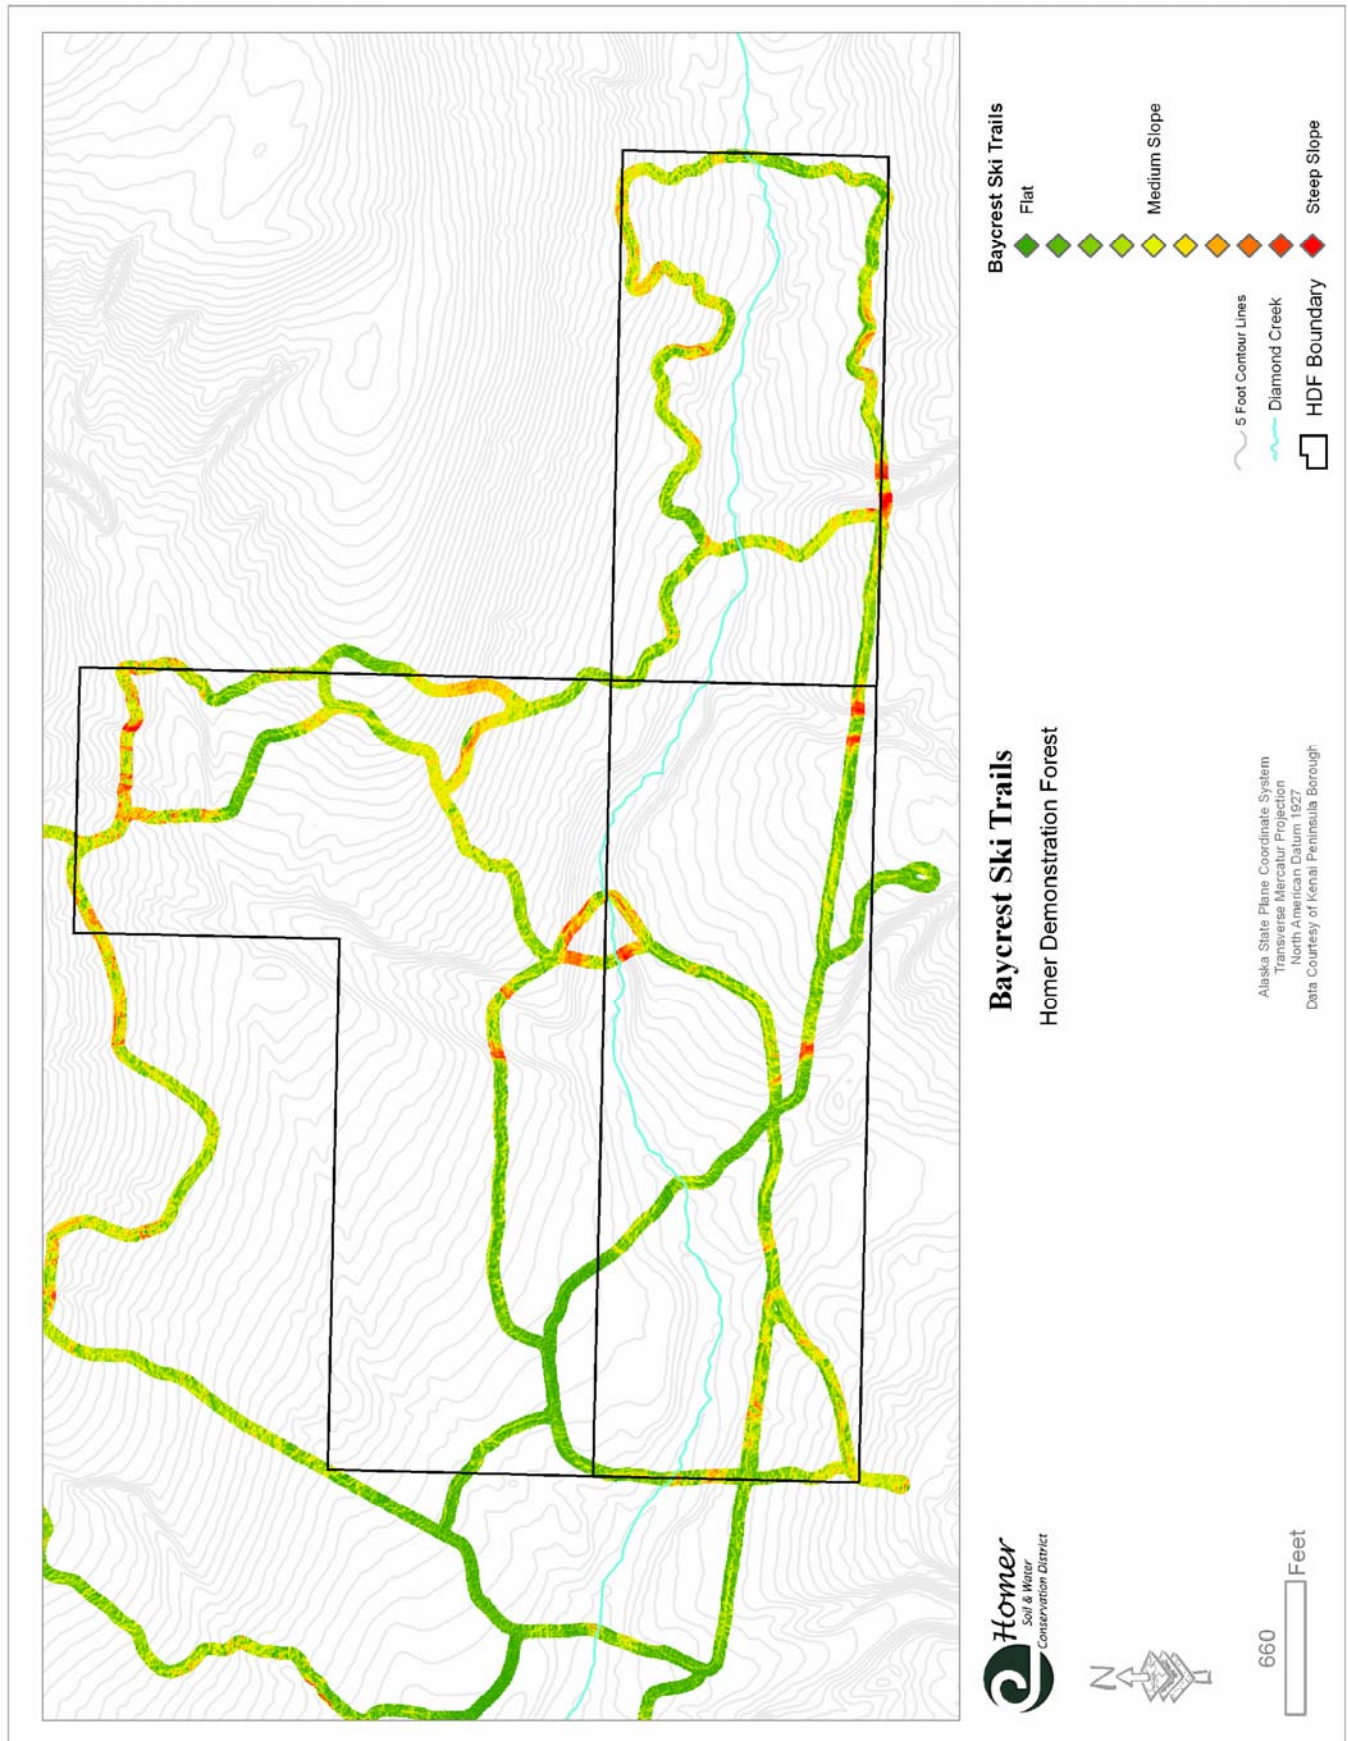 Baycrest Ski Trails
Homer Demonstration Forest
Baycrest Ski Trails
Flat
Medium Slope
Steep Slope
5 Foot Contour Lines
Diamond Creek
HDF Boundary
Alaska State Plane Coordinate System
Transverse Mercatur Projection
North American Datum 1927
Data Courtesy of Kenai Peninsula Borough
Homer
Soil & Water
Conservation District
N
660
Feet